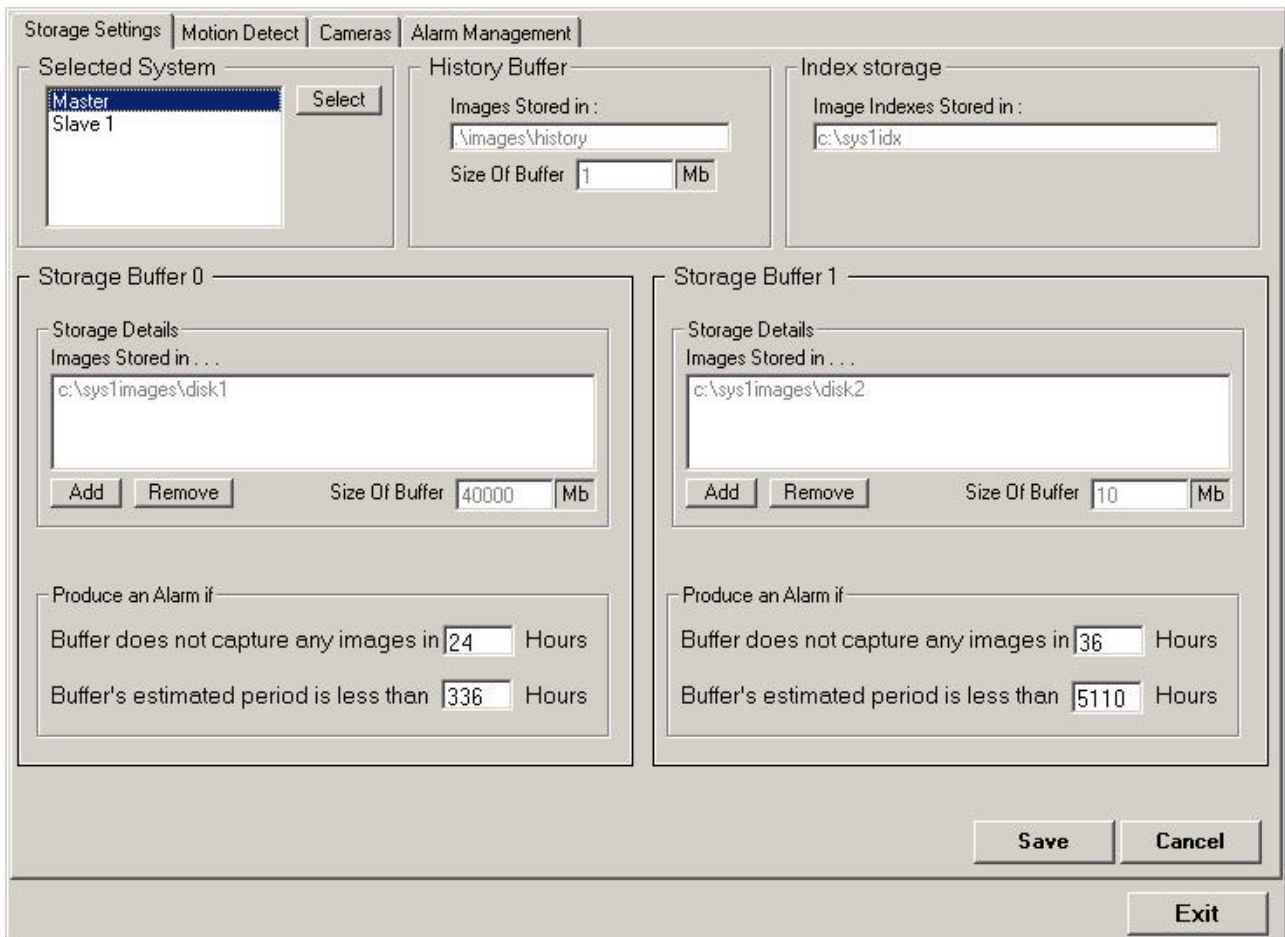 Storage Settings Motion Detect Cameras Alarm Management
Selected System
Master
Slave 1
Select
History Buffer
Images Stored in :
.\images\history
Size Of Buffer 1 Mb
Index storage
Image Indexes Stored in :
c:\sys1idx
Storage Buffer 0
Storage Details
Images Stored in . . .
c:\sys1images\disk1
Add Remove Size Of Buffer 40000 Mb
Produce an Alarm if
Buffer does not capture any images in 24 Hours
Buffer's estimated period is less than 336 Hours
Storage Buffer 1
Storage Details
Images Stored in . . .
c:\sys1images\disk2
Add Remove Size Of Buffer 10 Mb
Produce an Alarm if
Buffer does not capture any images in 36 Hours
Buffer's estimated period is less than 5110 Hours
Save Cancel
Exit